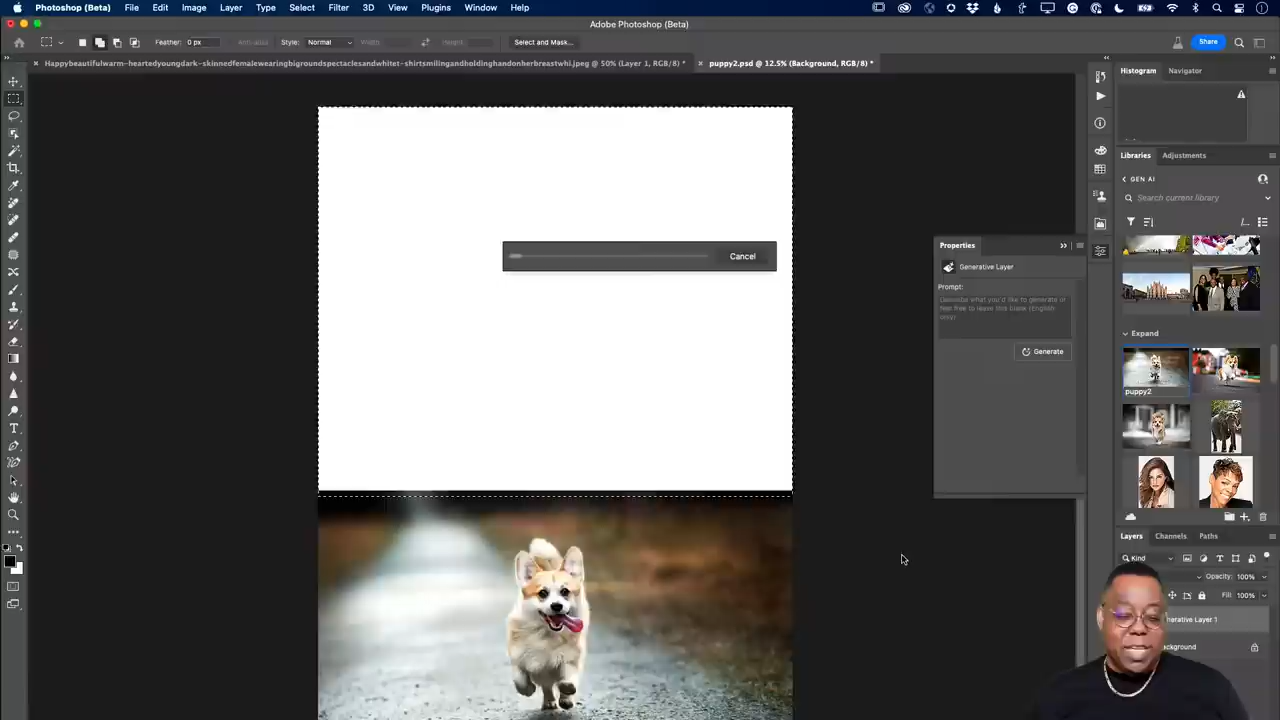 Photoshop (Beta) File Edit Image Layer Type Select Filter 3D View Plugins Window Help
Adobe Photoshop (Beta)
Feather: 0 px Anti-alias Style: Normal Width: Height: Select and Mask... Share
Happybeautifulwarm-heartedyoungdark-skinnedfemalewearingbigroundspectaclesandwhitet-shirtsmilingandholdinghandonherbreastwhi.jpeg @ 50% (Layer 1, RGB/8) * puppy2.psd @ 12.5% (Background, RGB/8) *
Histogram Navigator
Libraries Adjustments
GEN AI
Search current library
Cancel
Properties
Generative Layer
Prompt:
Describe what you'd like to generate or
feel free to leave this blank (English
only).
Generate
Expand
puppy2
Layers Channels Paths
Kind
Opacity: 100%
Fill: 100%
nerative Layer 1
ackground